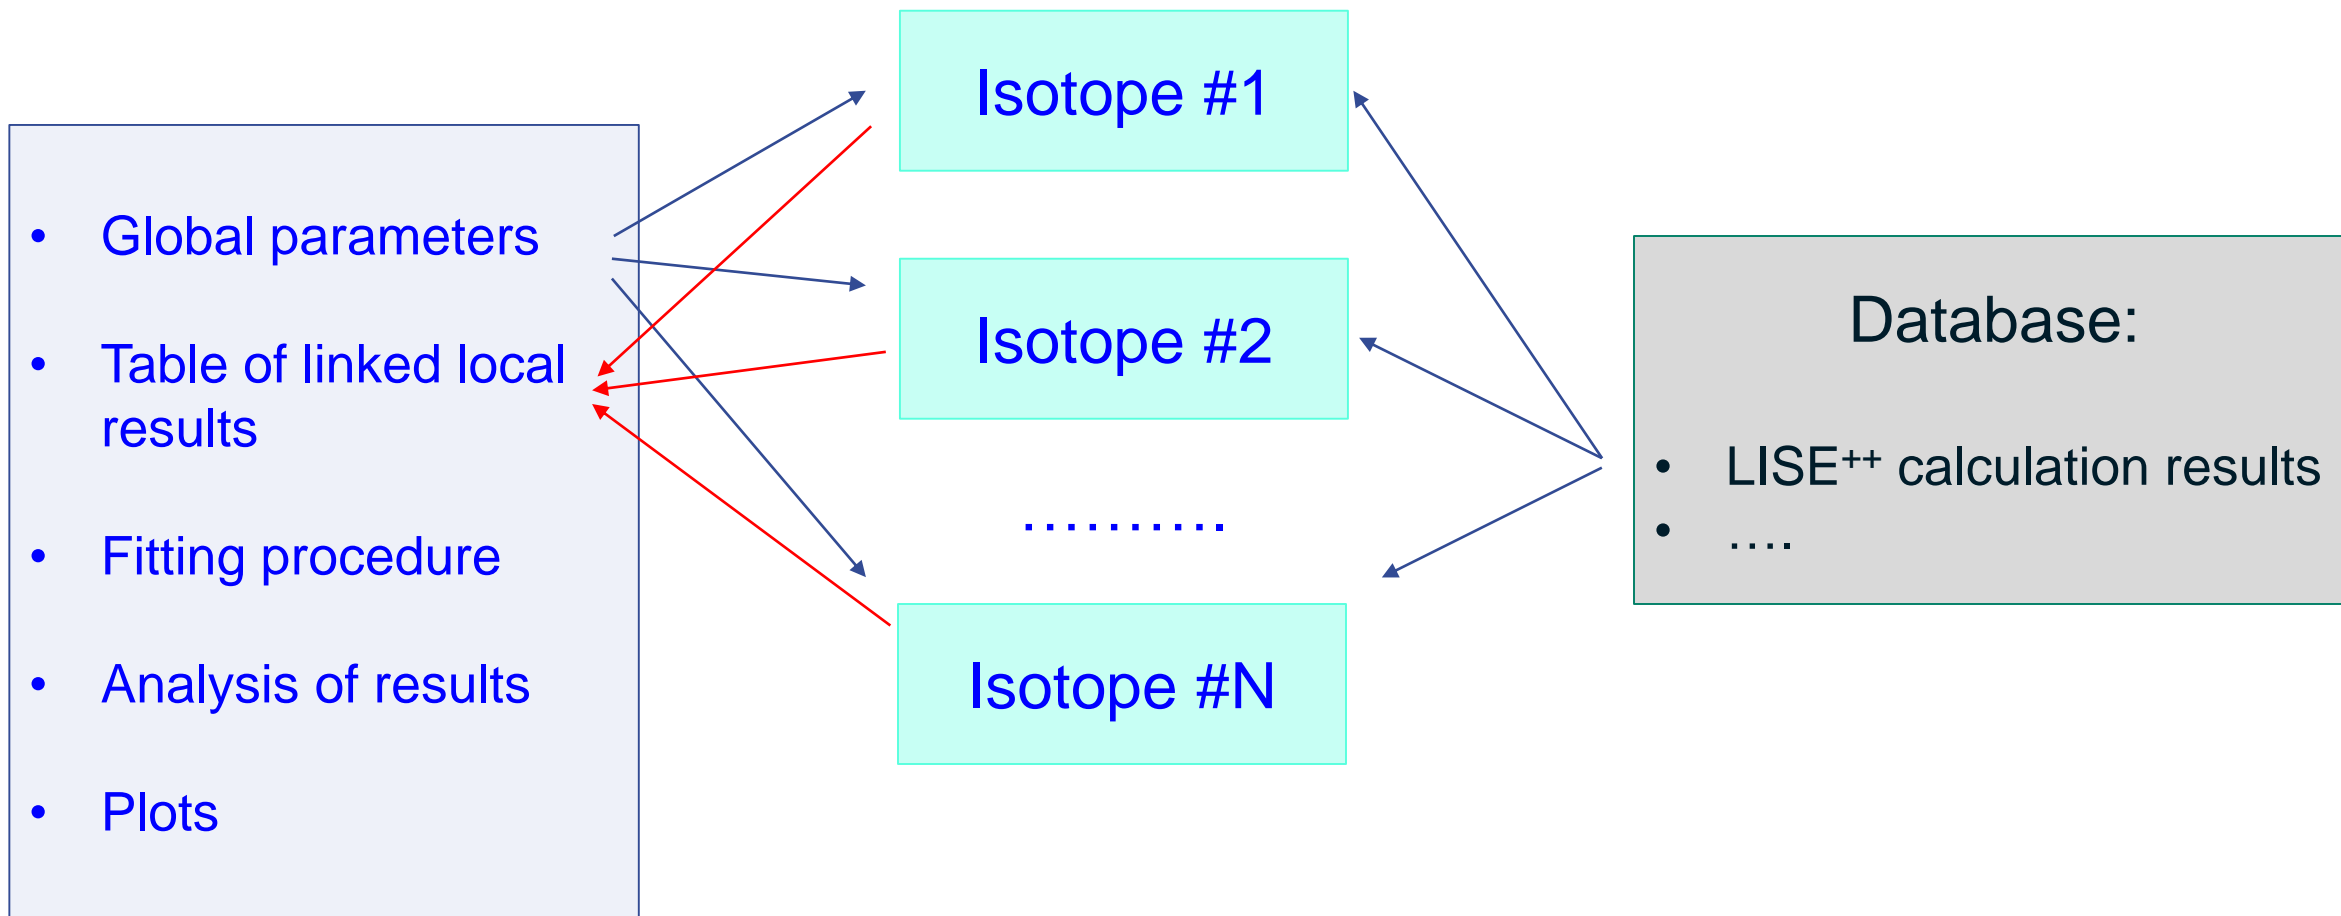 • Global parameters
• Table of linked local
results
• Fitting procedure
• Analysis of results
• Plots
Isotope #1
Isotope #2
……….
Isotope #N
Database:
• LISE⁺⁺ calculation results
• ….